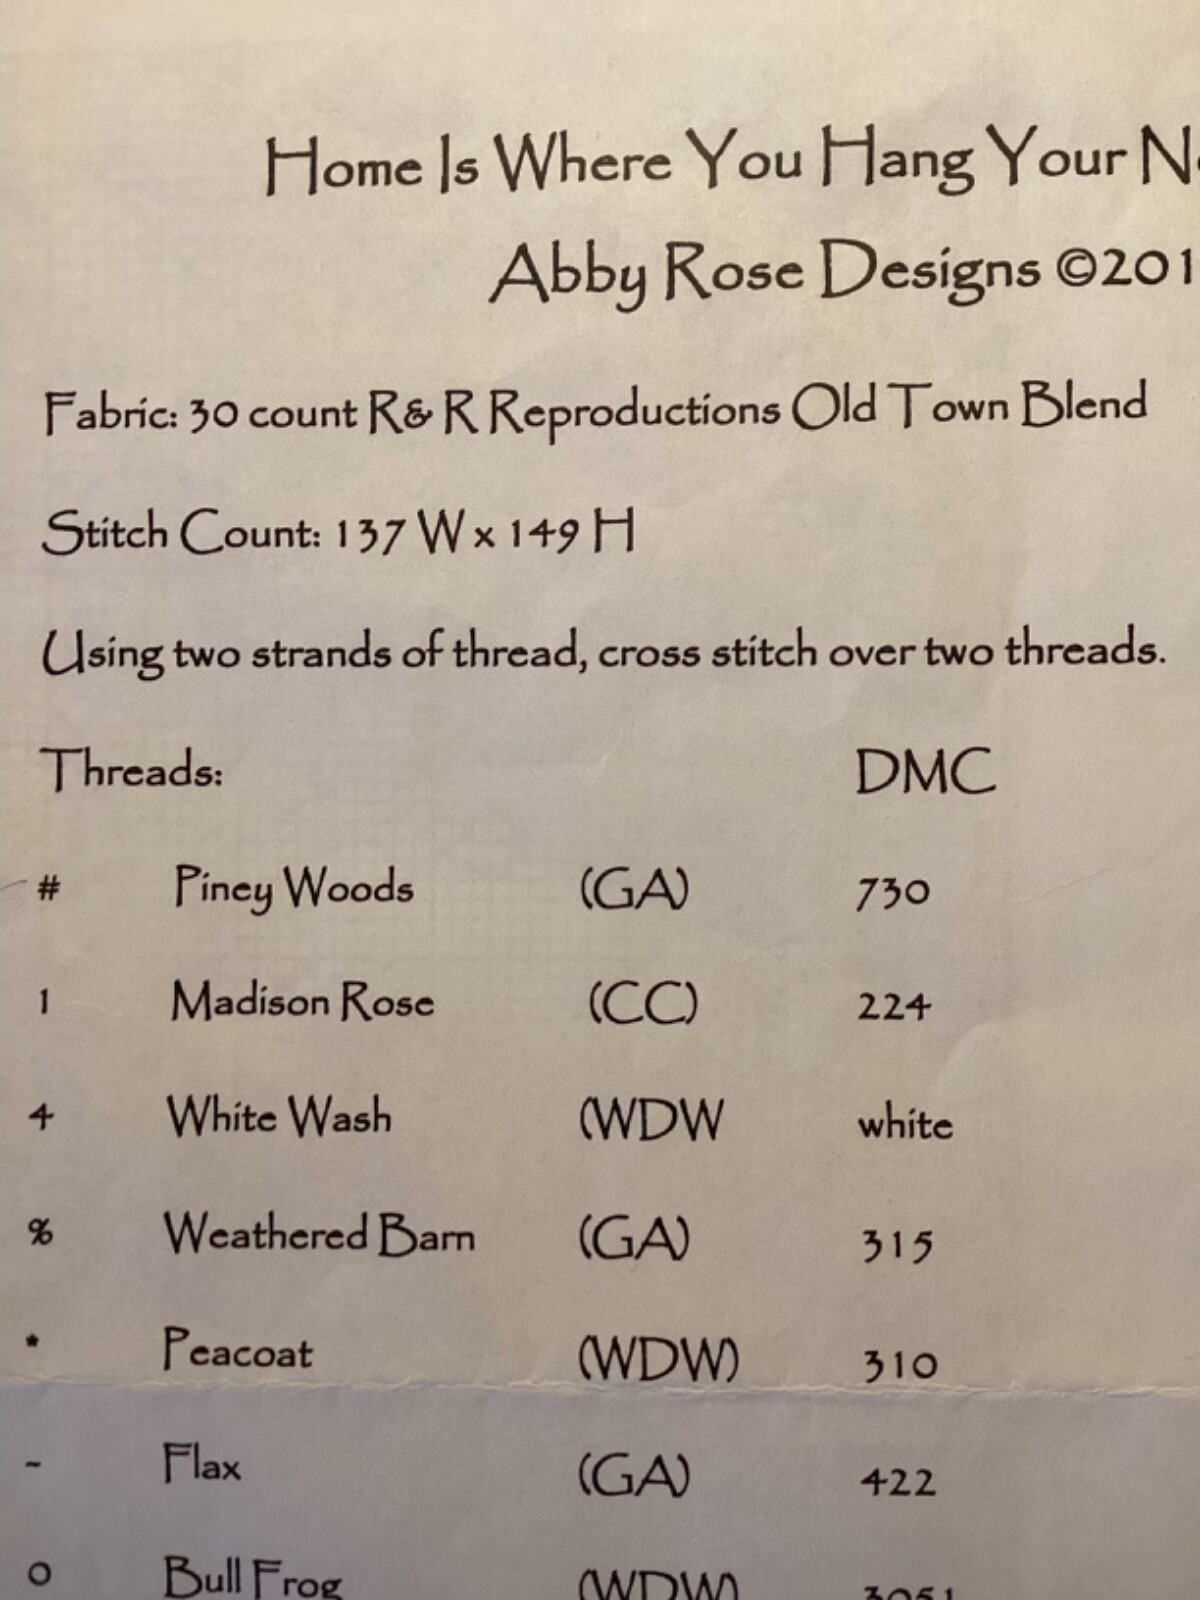 Home Is Where You Hang Your
Abby Rose Designs ©201
Fabric: 30 count R & R Reproductions Old Town Blend
Stitch Count: 137 W x 149 H
Using two strands of thread, cross stitch over two threads.
Threads: DMC
# Piney Woods (GA) 730
1 Madison Rose (CC) 224
4 White Wash (WDW white
% Weathered Barn (GA) 315
* Peacoat (WDW) 310
~ Flax (GA) 422
o Bull Frog (WDW) 3051